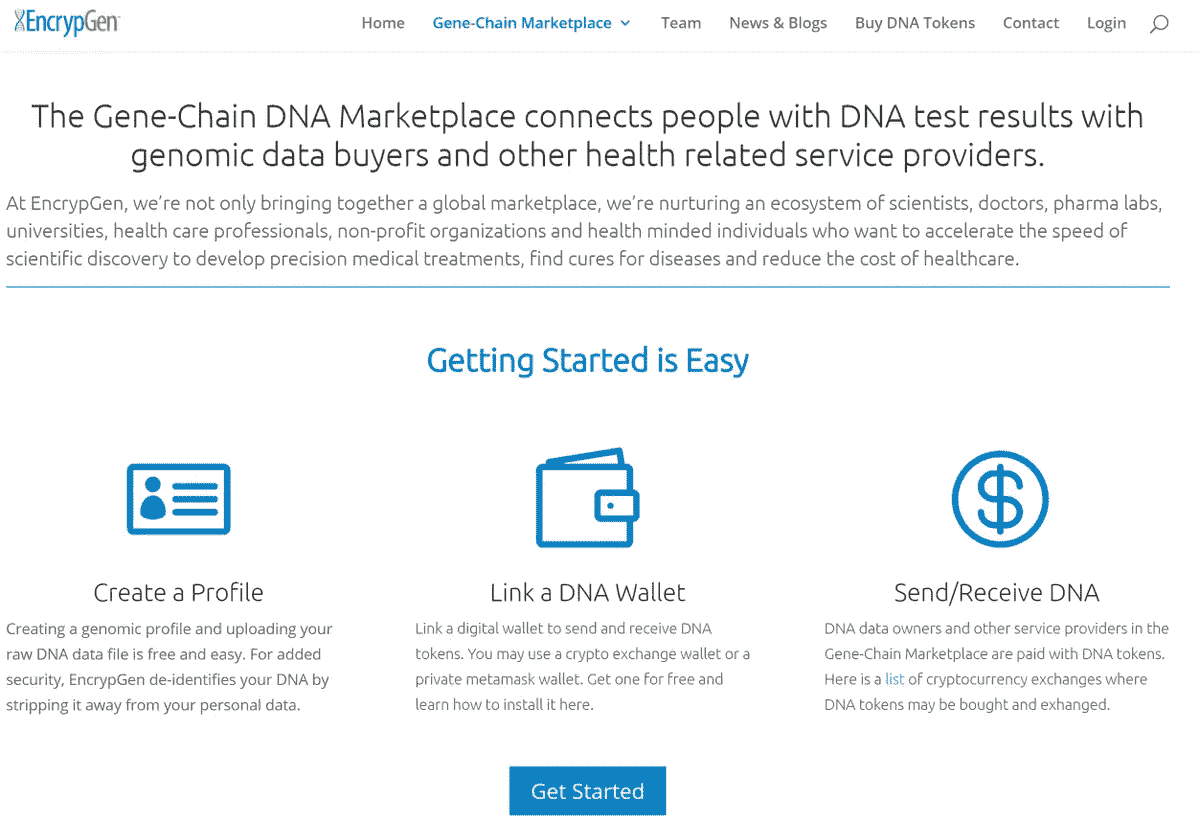 EncrypGen
Home Gene-Chain Marketplace Team News & Blogs Buy DNA Tokens Contact Login
The Gene-Chain DNA Marketplace connects people with DNA test results with
genomic data buyers and other health related service providers.
At EncrypGen, we’re not only bringing together a global marketplace, we’re nurturing an ecosystem of scientists, doctors, pharma labs,
universities, health care professionals, non-profit organizations and health minded individuals who want to accelerate the speed of
scientific discovery to develop precision medical treatments, find cures for diseases and reduce the cost of healthcare.
Getting Started is Easy
Create a Profile
Creating a genomic profile and uploading your
raw DNA data file is free and easy. For added
security, EncrypGen de-identifies your DNA by
stripping it away from your personal data.
Link a DNA Wallet
Link a digital wallet to send and receive DNA
tokens. You may use a crypto exchange wallet or a
private metamask wallet. Get one for free and
learn how to install it here.
Send/Receive DNA
DNA data owners and other service providers in the
Gene-Chain Marketplace are paid with DNA tokens.
Here is a list of cryptocurrency exchanges where
DNA tokens may be bought and exhanged.
Get Started